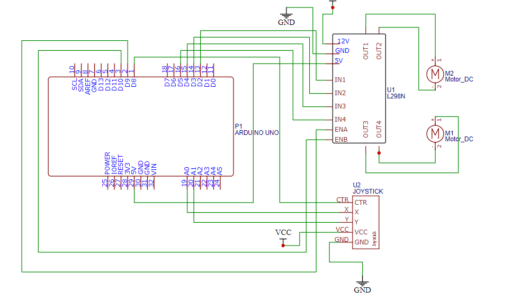 GND
12V
GND
5V
IN1
IN2
IN3
IN4
ENA
ENB
OUT1
OUT2
OUT3
OUT4
U1
L298N
M
M2
Motor_DC
M
M1
Motor_DC
SCL
SDA
AREF
GND
D13
D12
D11
D10
D9
D8
D7
D6
D5
D4
D3
D2
D1
D0
P1
ARDUINO UNO
POWER
IOREF
RESET
3V3
5V
GND
GND
VIN
A0
A1
A2
A3
A4
A5
U2
JOYSTICK
CTR
X
Y
VCC
GND
CTR
X
Y
VCC
GND
VCC
GND